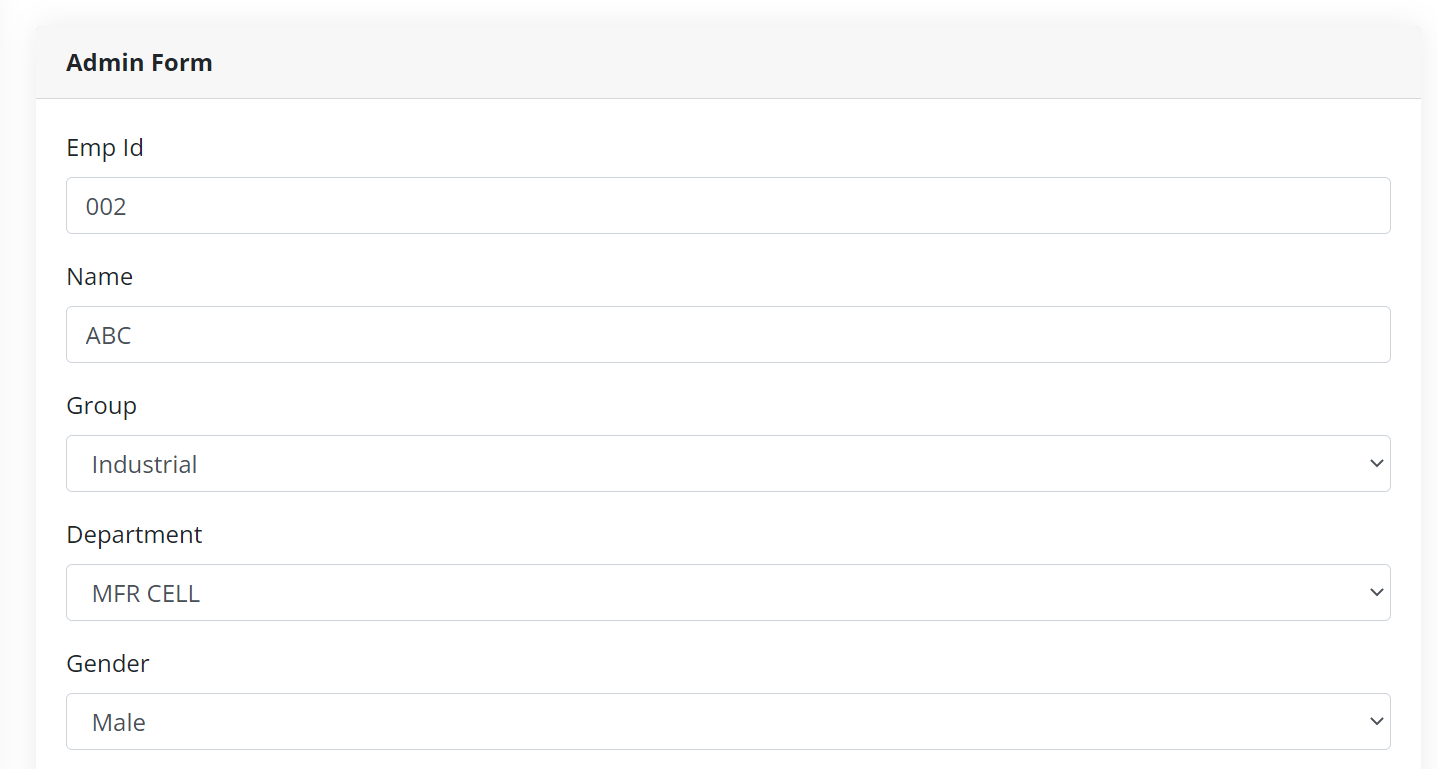 Admin Form
Emp Id
002
Name
ABC
Group
Industrial
Department
MFR CELL
Gender
Male